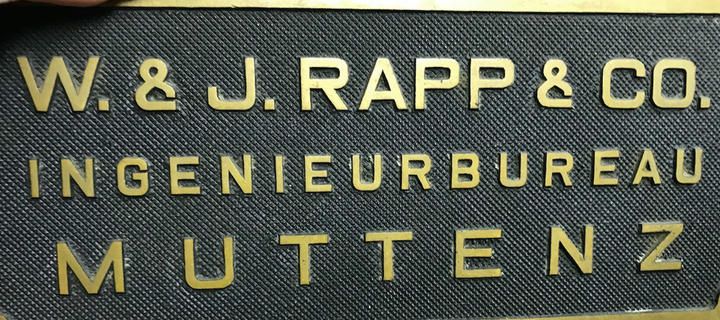 W. & J. RAPP & CO.
INGENIEURBUREAU
MUTTENZ